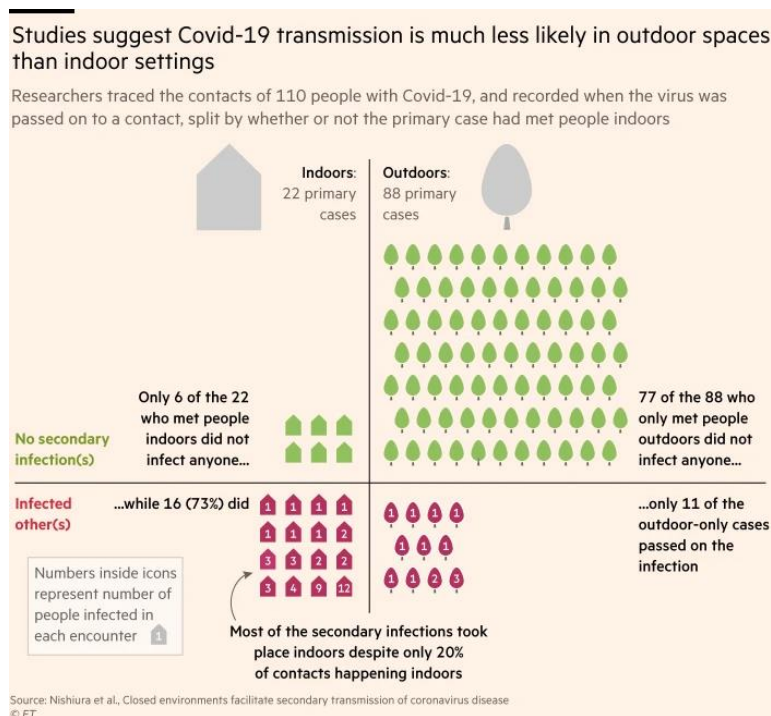 Studies suggest Covid-19 transmission is much less likely in outdoor spaces
than indoor settings
Researchers traced the contacts of 110 people with Covid-19, and recorded when the virus was
passed on to a contact, split by whether or not the primary case had met people indoors
Indoors:
22 primary
cases
Outdoors:
88 primary
cases
Only 6 of the 22
who met people
indoors did not
infect anyone...
No secondary
infection(s)
77 of the 88 who
only met people
outdoors did not
infect anyone...
Infected
other(s)
...while 16 (73%) did
1 1 1 1
1 1 1 2
3 3 2 2
3 4 9 12
1 1 1 1
1 1 1
1 1 2 3
...only 11 of the
outdoor-only cases
passed on the
infection
Numbers inside icons
represent number of
people infected in
each encounter 1
Most of the secondary infections took
place indoors despite only 20%
of contacts happening indoors
Source: Nishiura et al., Closed environments facilitate secondary transmission of coronavirus disease
© FT